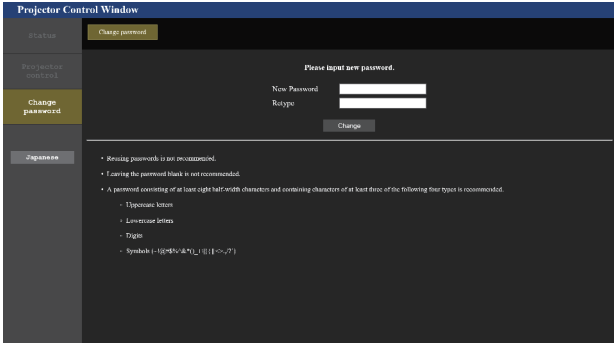 Projector Control Window
Status
Change password
Projector
control
Please input new password.
New Password
Retype
Change
password
Change
Japanese
• Reusing passwords is not recommended.
• Leaving the password blank is not recommended.
• A password consisting of at least eight half-width characters and containing characters of at least three of the following four types is recommended.
◦ Uppercase letters
◦ Lowercase letters
◦ Digits
◦ Symbols